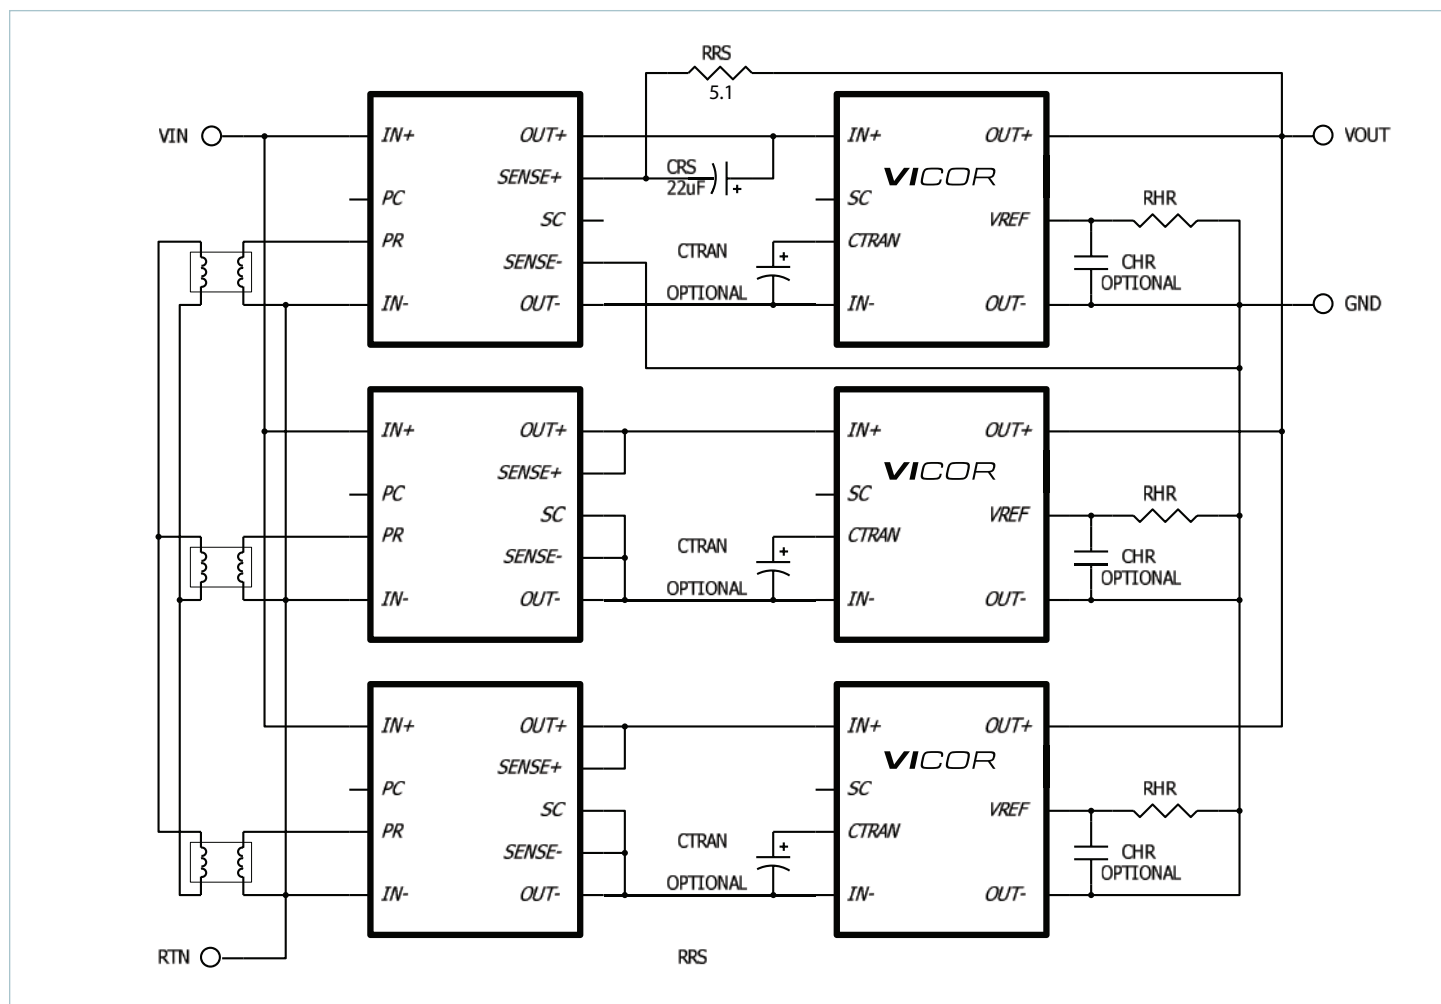 RRS
5.1
VIN
IN+
OUT+
IN+
OUT+
VOUT
CRS
22uF
+
SENSE+
VICOR
PC
SC
RHR
SC
VREF
PR
CTRAN
+
CTRAN
SENSE-
CHR
OPTIONAL
OPTIONAL
IN-
OUT-
IN-
OUT-
GND
IN+
OUT+
IN+
OUT+
SENSE+
VICOR
PC
SC
RHR
SC
VREF
PR
CTRAN
+
CTRAN
SENSE-
CHR
OPTIONAL
OPTIONAL
IN-
OUT-
IN-
OUT-
IN+
OUT+
IN+
OUT+
SENSE+
VICOR
PC
SC
RHR
SC
VREF
PR
CTRAN
+
CTRAN
SENSE-
CHR
OPTIONAL
OPTIONAL
IN-
OUT-
IN-
OUT-
RTN
RRS